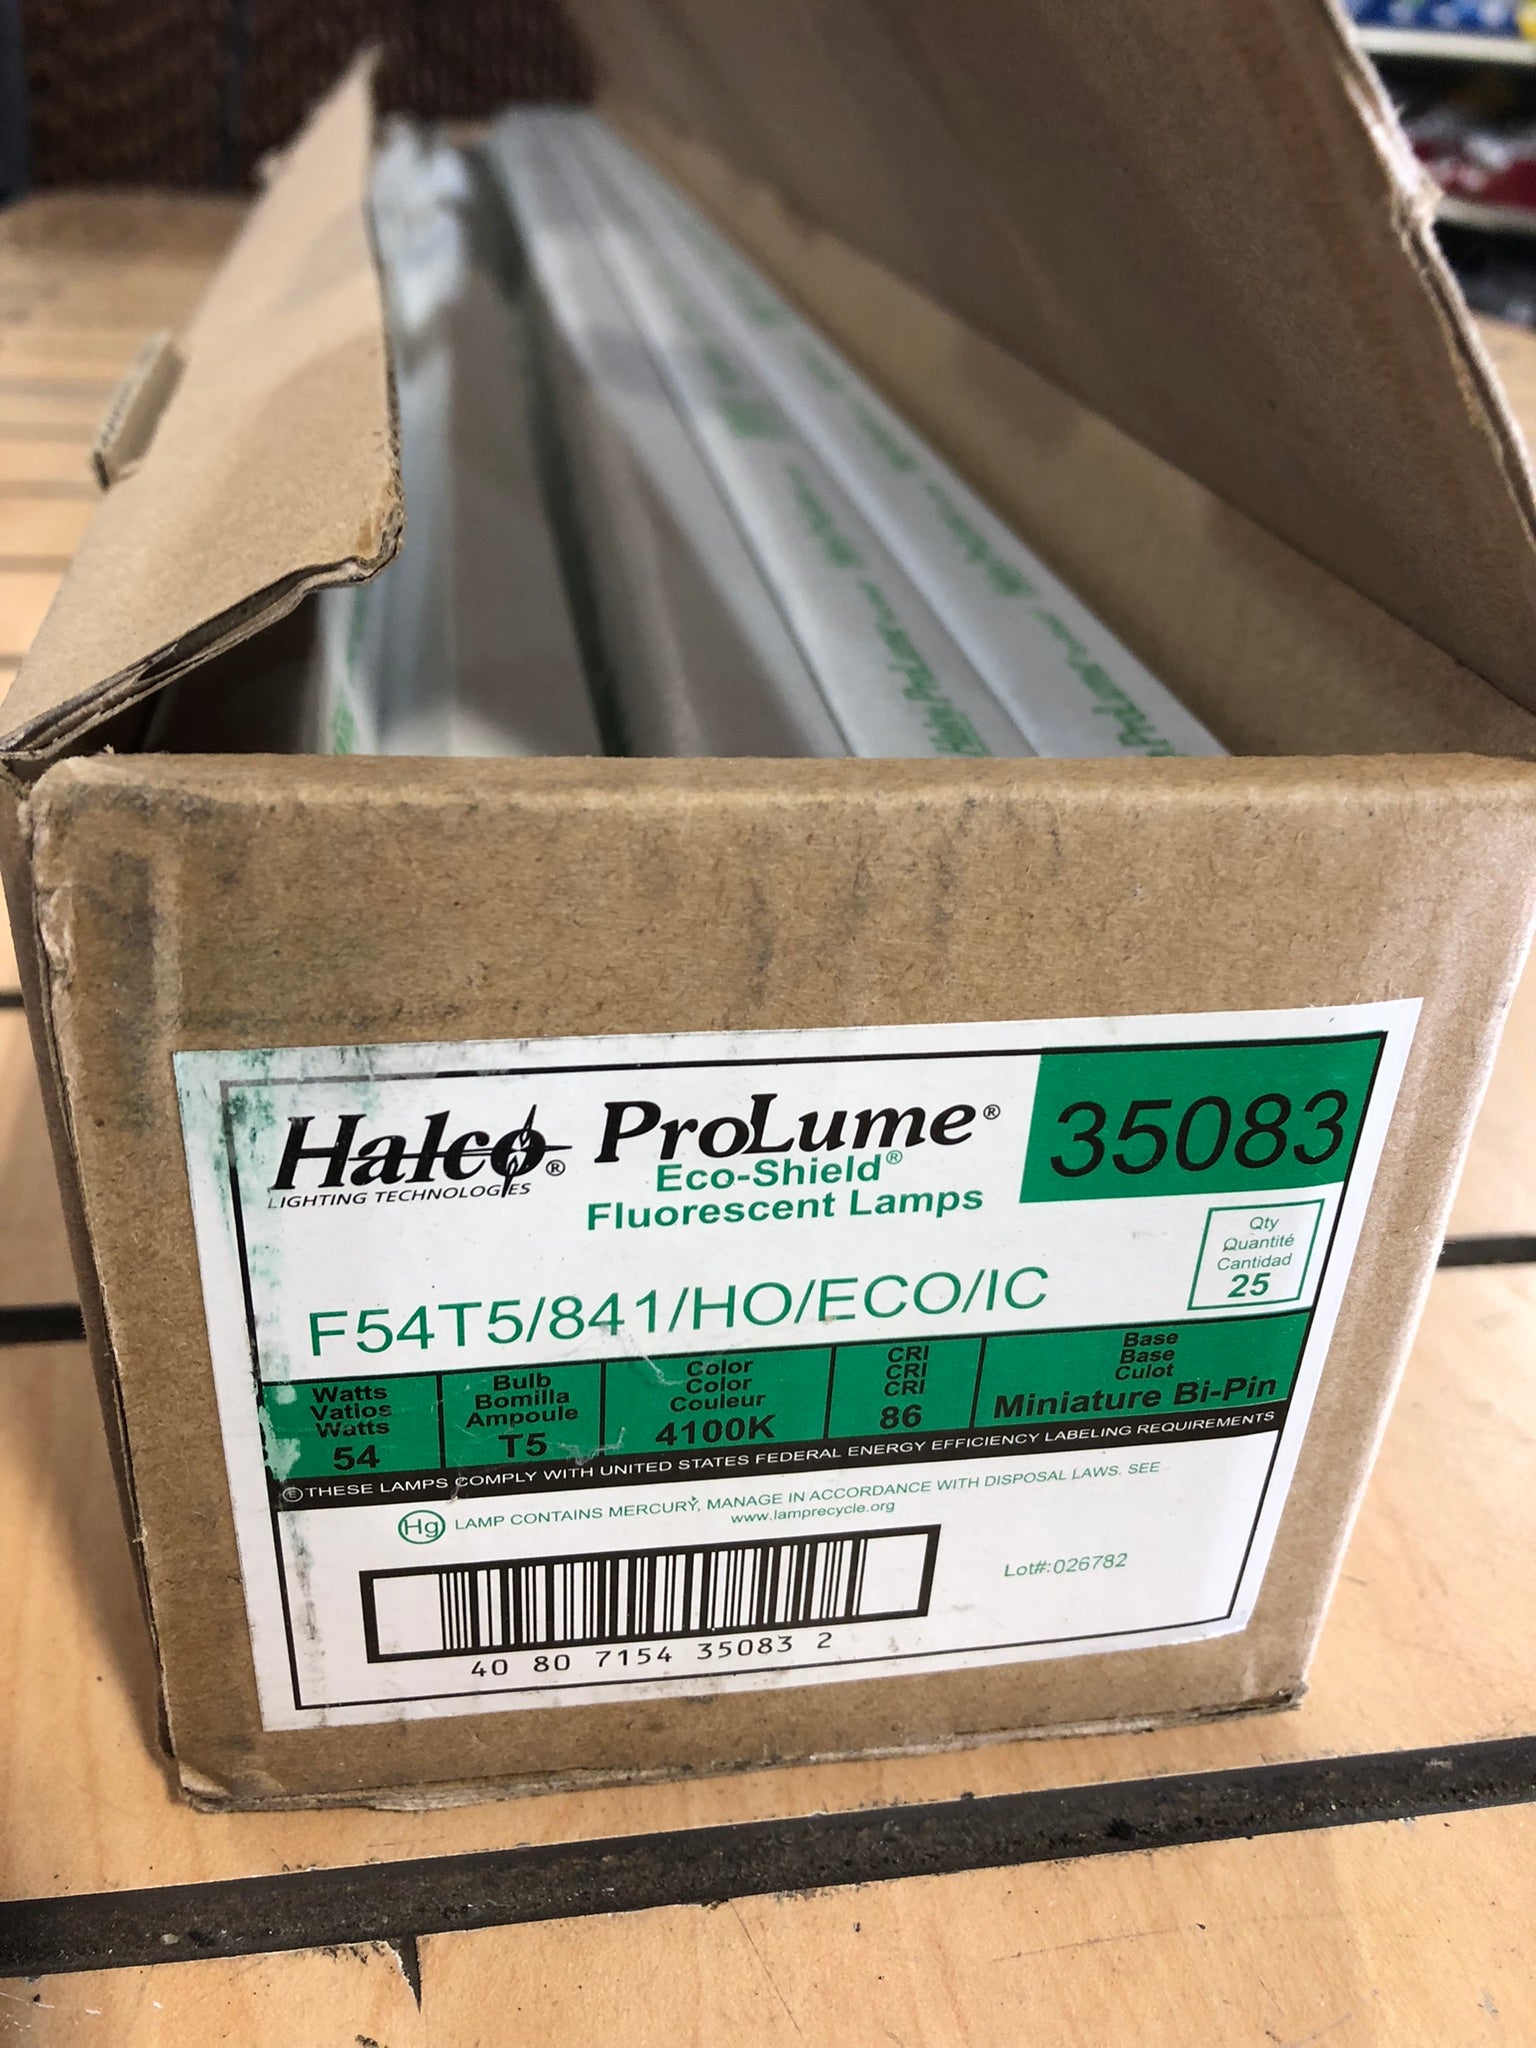 Halco® ProLume® 35083
LIGHTING TECHNOLOGIES Eco-Shield®
Fluorescent Lamps
Qty
Quantité
Cantidad
25
F54T5/841/HO/ECO/IC
Watts
Vatios
Watts
54
Bulb
Bomilla
Ampoule
T5
Color
Color
Couleur
4100K
CRI
CRI
CRI
86
Base
Base
Culot
Miniature Bi-Pin
Ⓔ THESE LAMPS COMPLY WITH UNITED STATES FEDERAL ENERGY EFFICIENCY LABELING REQUIREMENTS
Hg LAMP CONTAINS MERCURY, MANAGE IN ACCORDANCE WITH DISPOSAL LAWS. SEE
www.lamprecycle.org
Lot#:026782
40 80 7154 35083 2